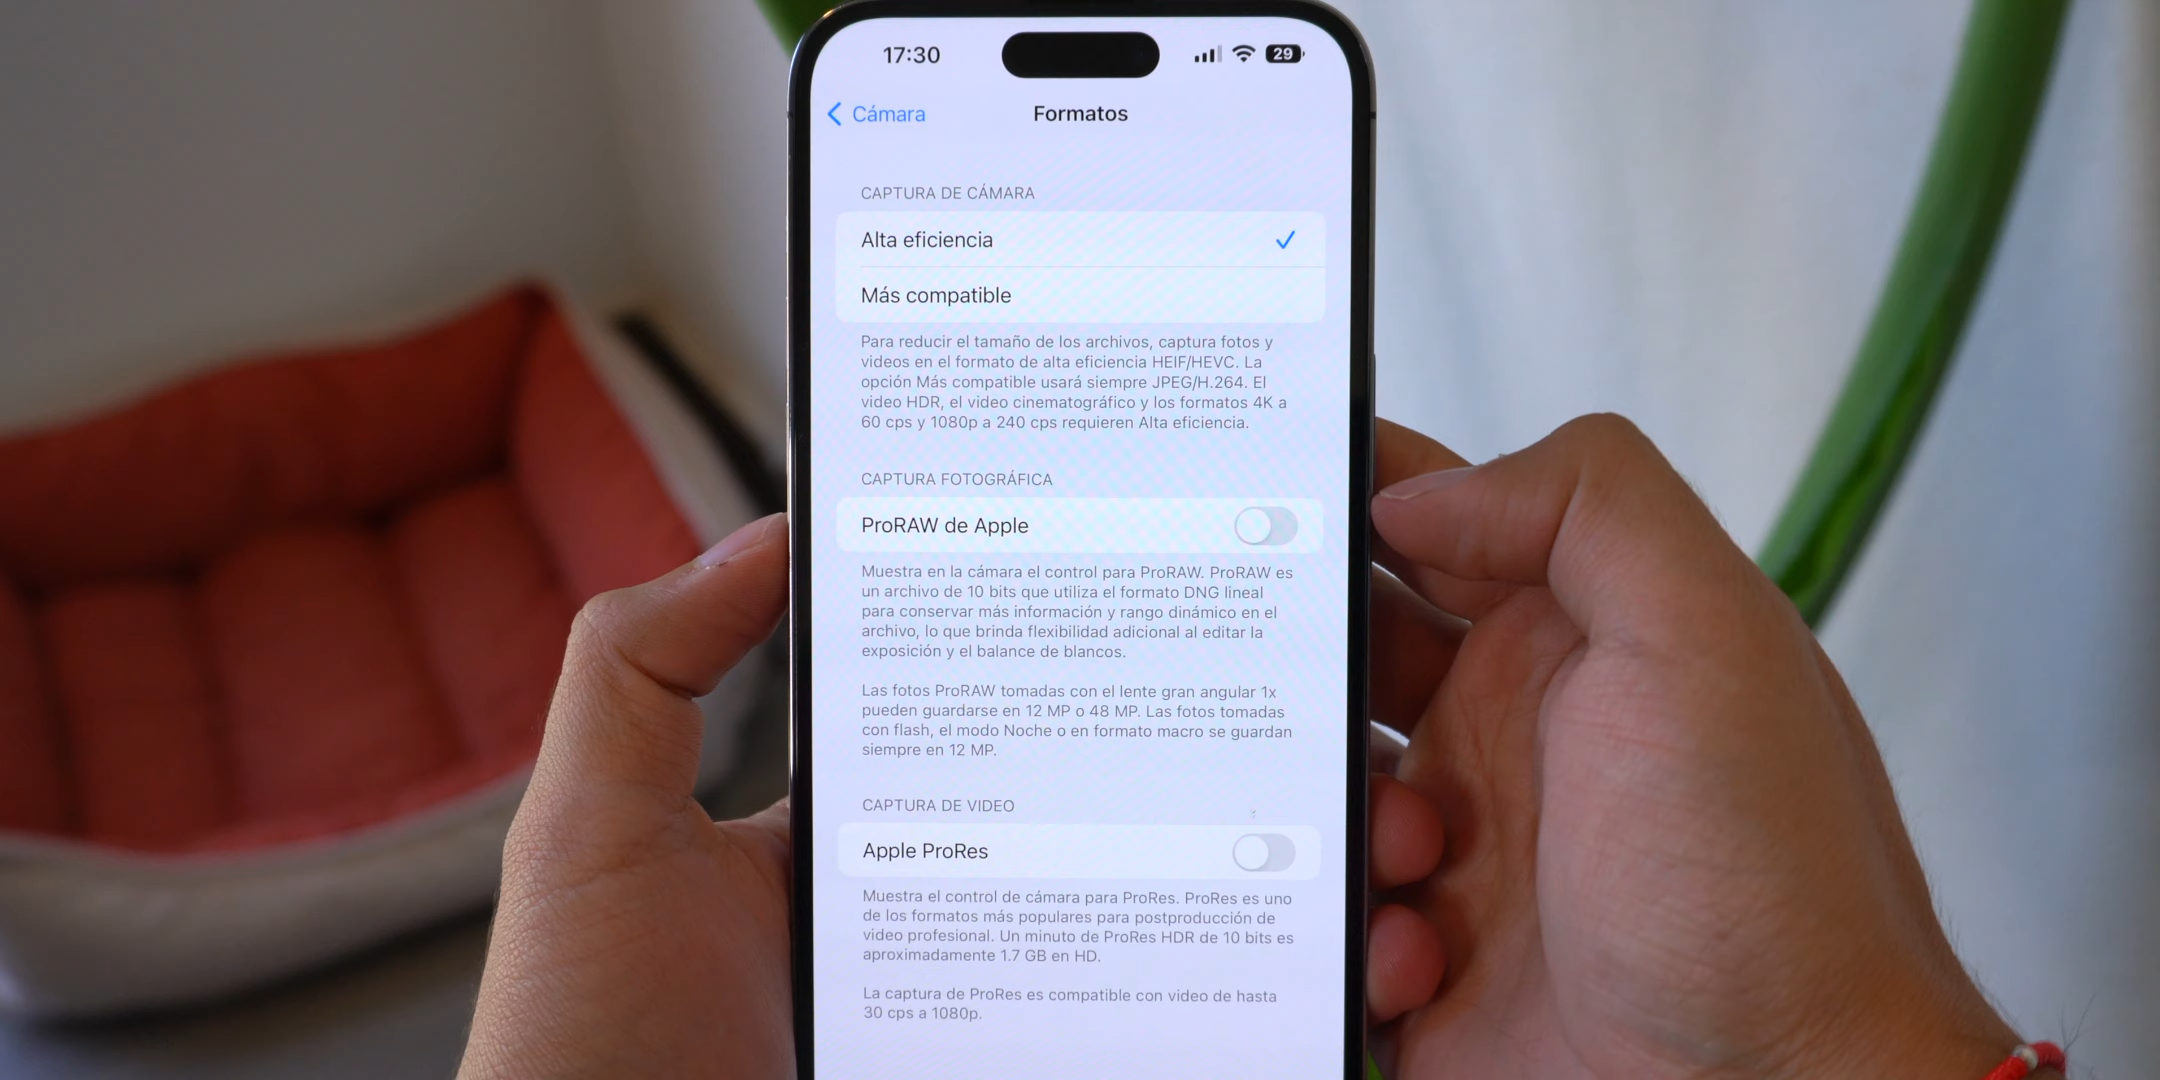 17:30
29
Cámara
Formatos
CAPTURA DE CÁMARA
Alta eficiencia
Más compatible
Para reducir el tamaño de los archivos, captura fotos y
videos en el formato de alta eficiencia HEIF/HEVC. La
opción Más compatible usará siempre JPEG/H.264. El
video HDR, el video cinematográfico y los formatos 4K a
60 cps y 1080p a 240 cps requieren Alta eficiencia.
CAPTURA FOTOGRÁFICA
ProRAW de Apple
Muestra en la cámara el control para ProRAW. ProRAW es
un archivo de 10 bits que utiliza el formato DNG lineal
para conservar más información y rango dinámico en el
archivo, lo que brinda flexibilidad adicional al editar la
exposición y el balance de blancos.
Las fotos ProRAW tomadas con el lente gran angular 1x
pueden guardarse en 12 MP o 48 MP. Las fotos tomadas
con flash, el modo Noche o en formato macro se guardan
siempre en 12 MP.
CAPTURA DE VIDEO
Apple ProRes
Muestra el control de cámara para ProRes. ProRes es uno
de los formatos más populares para postproducción de
video profesional. Un minuto de ProRes HDR de 10 bits es
aproximadamente 1.7 GB en HD.
La captura de ProRes es compatible con video de hasta
30 cps a 1080p.